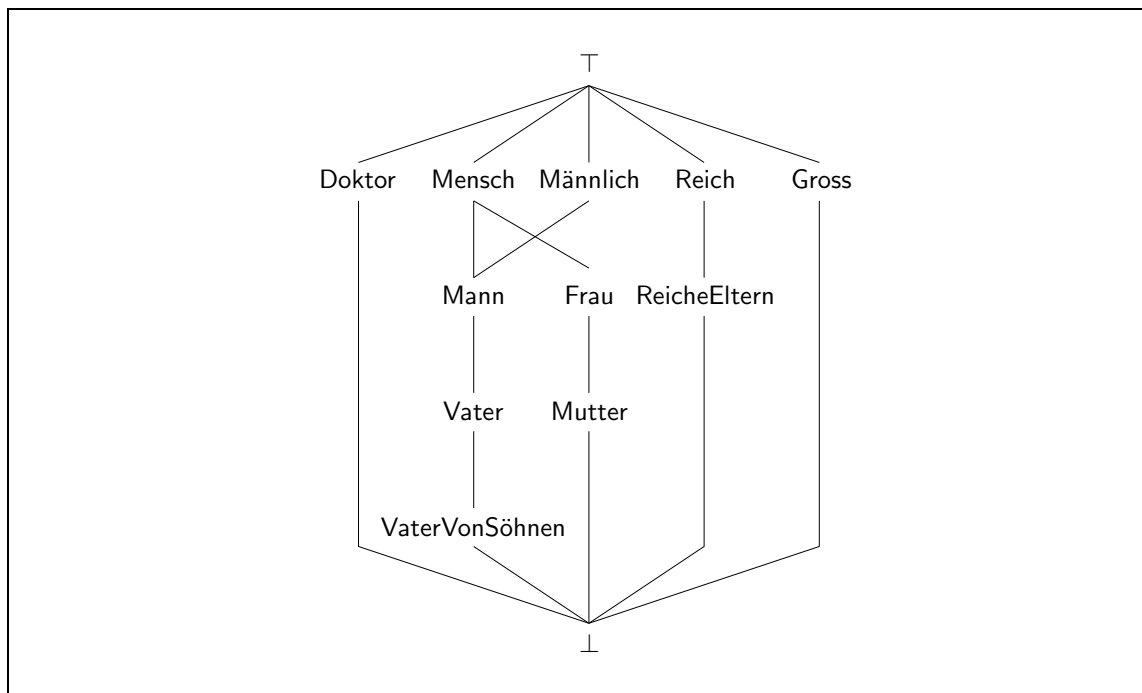 ⊤
Doktor Mensch Männlich Reich Gross
Mann Frau ReicheEltern
Vater Mutter
VaterVonSöhnen
⊥